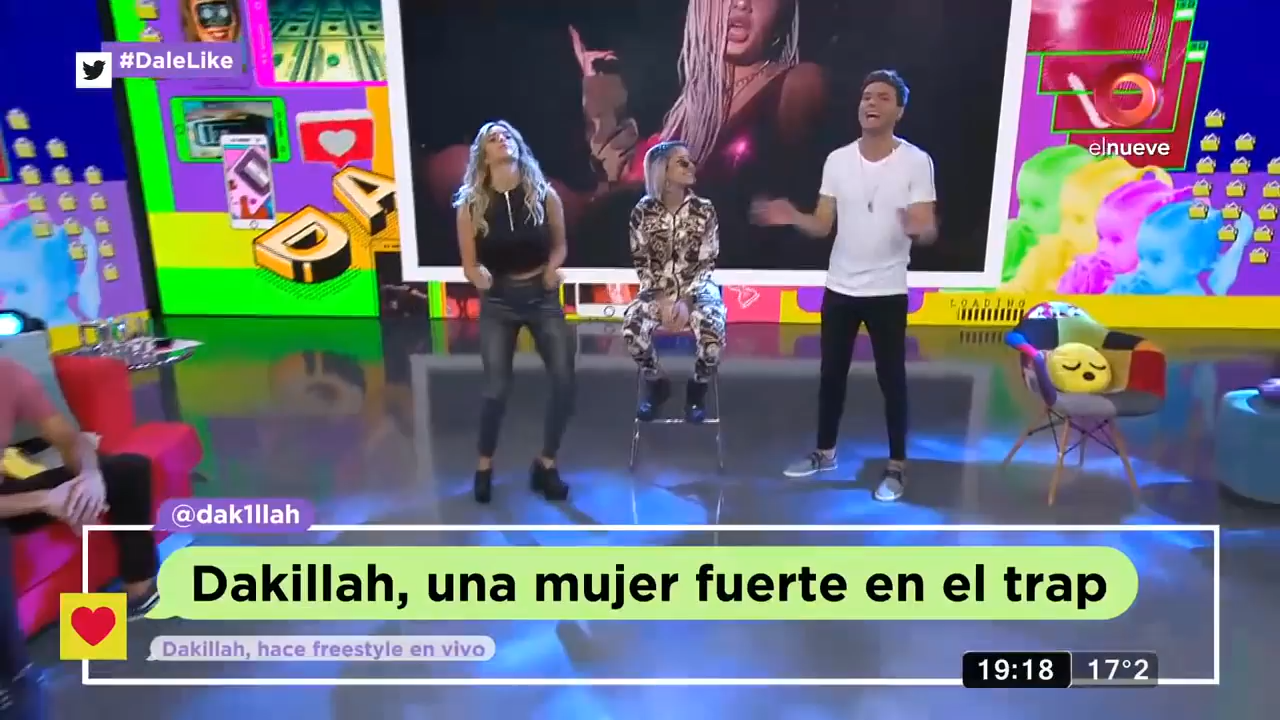 #DaleLike
elnueve
DA
LOADING
@dak1llah
Dakillah, una mujer fuerte en el trap
Dakillah, hace freestyle en vivo
19:18 17°2